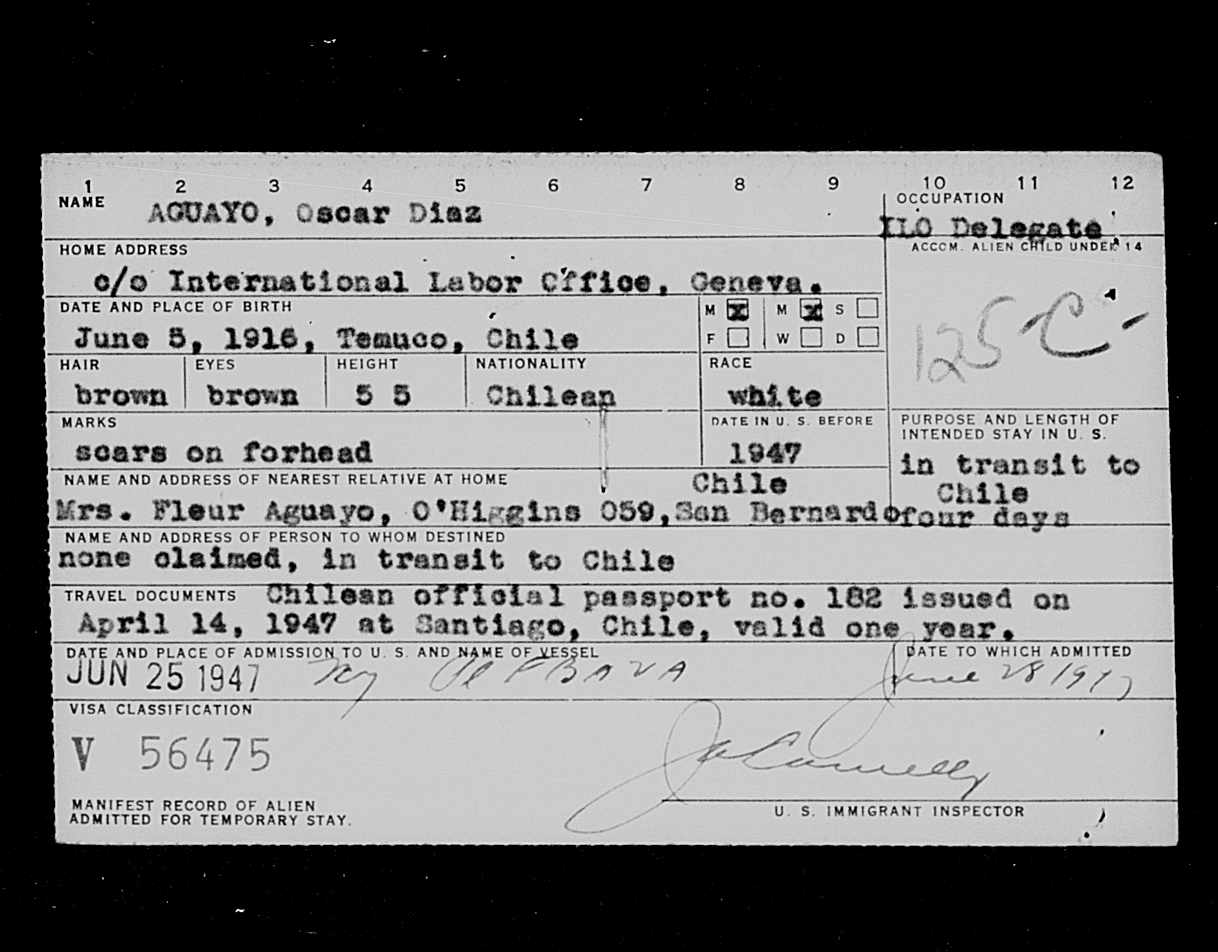 1 2 3 4 5 6 7 8 9 10 11 12
NAME AGUAYO, Oscar Diaz
OCCUPATION
ILO Delegate
HOME ADDRESS
ACCOM. ALIEN CHILD UNDER 14
c/o International Labor Office, Geneva.
125-C-
DATE AND PLACE OF BIRTH
M X M X S
June 5, 1916, Temuco, Chile
F W D
HAIR EYES HEIGHT NATIONALITY RACE
brown brown 5 5 Chilean white
MARKS DATE IN U. S. BEFORE
scars on forhead 1947
PURPOSE AND LENGTH OF
INTENDED STAY IN U. S.
in transit to
Chile
four days
NAME AND ADDRESS OF NEAREST RELATIVE AT HOME Chile
Mrs. Fleur Aguayo, O'Higgins 059, San Bernardo
NAME AND ADDRESS OF PERSON TO WHOM DESTINED
none claimed, in transit to Chile
TRAVEL DOCUMENTS Chilean official passport no. 182 issued on
April 14, 1947 at Santiago, Chile, valid one year.
DATE AND PLACE OF ADMISSION TO U. S. AND NAME OF VESSEL
JUN 25 1947
DATE TO WHICH ADMITTED
June 28 1947
VISA CLASSIFICATION
V 56475
MANIFEST RECORD OF ALIEN
ADMITTED FOR TEMPORARY STAY.
U. S. IMMIGRANT INSPECTOR